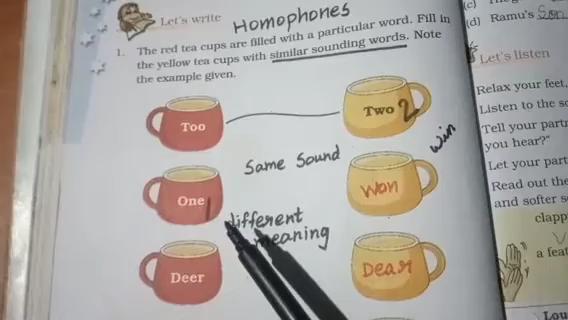 Let's write Homophones
1. The red tea cups are filled with a particular word. Fill in
the yellow tea cups with similar sounding words. Note
the example given.
Too
Two 2
win
Same Sound
One 1
Won
different
meaning
Deer
Dear
(d) Ramu's
Let's listen
Relax your feet,
Listen to the
Tell your part
you hear?"
Let your part
Read out the
and softer
clapp
a feat